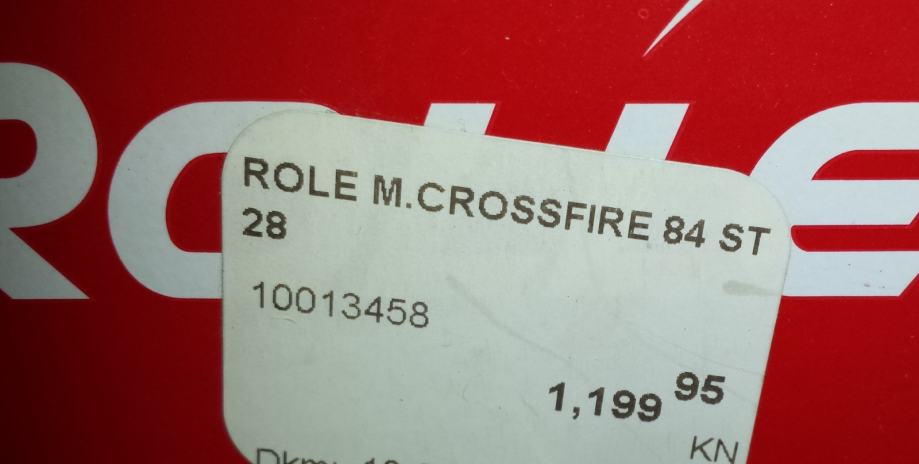 ROLE M.CROSSFIRE 84 ST
28
10013458
1,199 95
KN